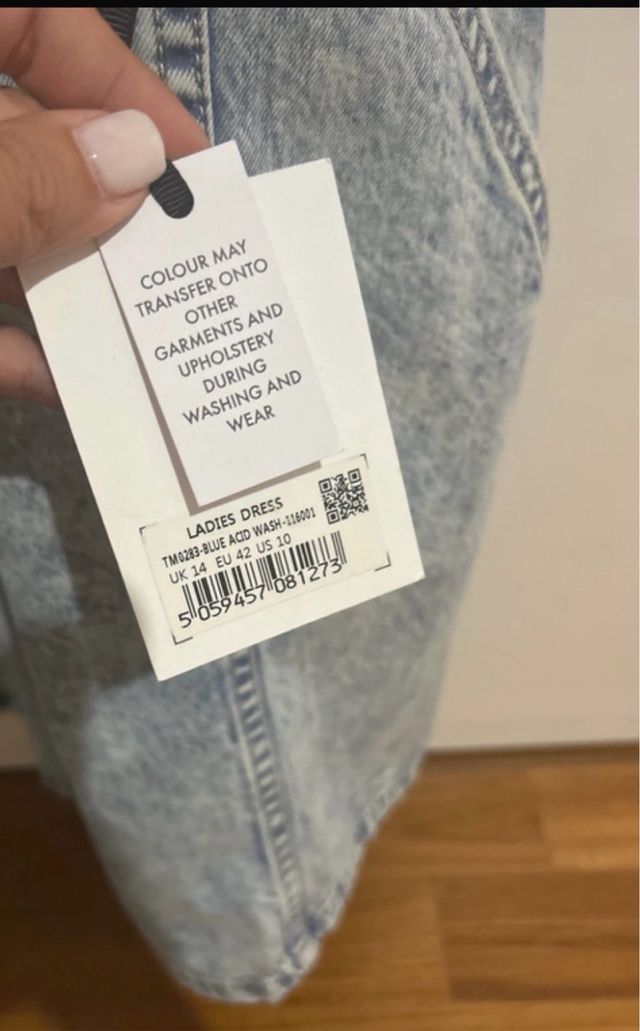 COLOUR MAY
TRANSFER ONTO
OTHER
GARMENTS AND
UPHOLSTERY
DURING
WASHING AND
WEAR
LADIES DRESS
TM0283-BLUE ACID WASH-116001
UK 14 EU 42 US 10
5 059457 081273